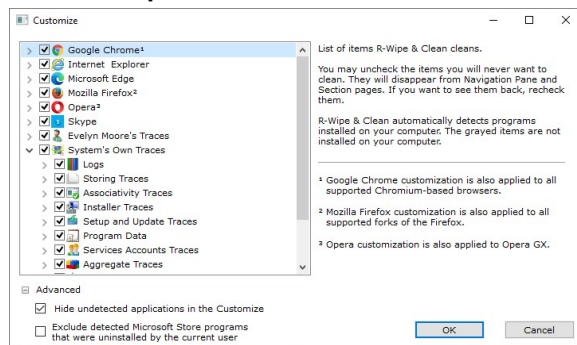 Customize
Google Chrome¹
Internet Explorer
Microsoft Edge
Mozilla Firefox²
Opera³
Skype
Evelyn Moore's Traces
System's Own Traces
Logs
Storing Traces
Associativity Traces
Installer Traces
Setup and Update Traces
Program Data
Services Accounts Traces
Aggregate Traces
List of items R-Wipe & Clean cleans.
You may uncheck the items you will never want to
clean. They will disappear from Navigation Pane and
Section pages. If you want to see them back, recheck
them.
R-Wipe & Clean automatically detects programs
installed on your computer. The grayed items are not
installed on your computer.
¹ Google Chrome customization is also applied to all
supported Chromium-based browsers.
² Mozilla Firefox customization is also applied to all
supported forks of the Firefox.
³ Opera customization is also applied to Opera GX.
Advanced
Hide undetected applications in the Customize
Exclude detected Microsoft Store programs
that were uninstalled by the current user
OK
Cancel